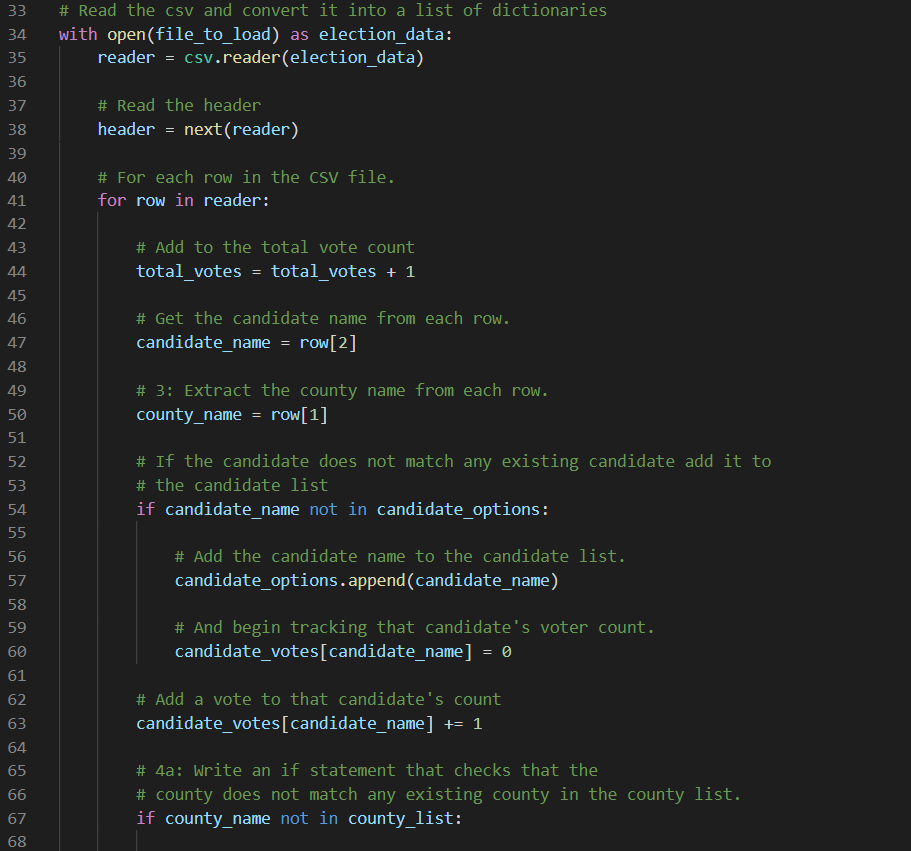 33 # Read the csv and convert it into a list of dictionaries
34 with open(file_to_load) as election_data:
35     reader = csv.reader(election_data)
36
37     # Read the header
38     header = next(reader)
39
40     # For each row in the CSV file.
41     for row in reader:
42
43         # Add to the total vote count
44         total_votes = total_votes + 1
45
46         # Get the candidate name from each row.
47         candidate_name = row[2]
48
49         # 3: Extract the county name from each row.
50         county_name = row[1]
51
52         # If the candidate does not match any existing candidate add it to
53         # the candidate list
54         if candidate_name not in candidate_options:
55
56             # Add the candidate name to the candidate list.
57             candidate_options.append(candidate_name)
58
59             # And begin tracking that candidate's voter count.
60             candidate_votes[candidate_name] = 0
61
62         # Add a vote to that candidate's count
63         candidate_votes[candidate_name] += 1
64
65         # 4a: Write an if statement that checks that the
66         # county does not match any existing county in the county list.
67         if county_name not in county_list:
68